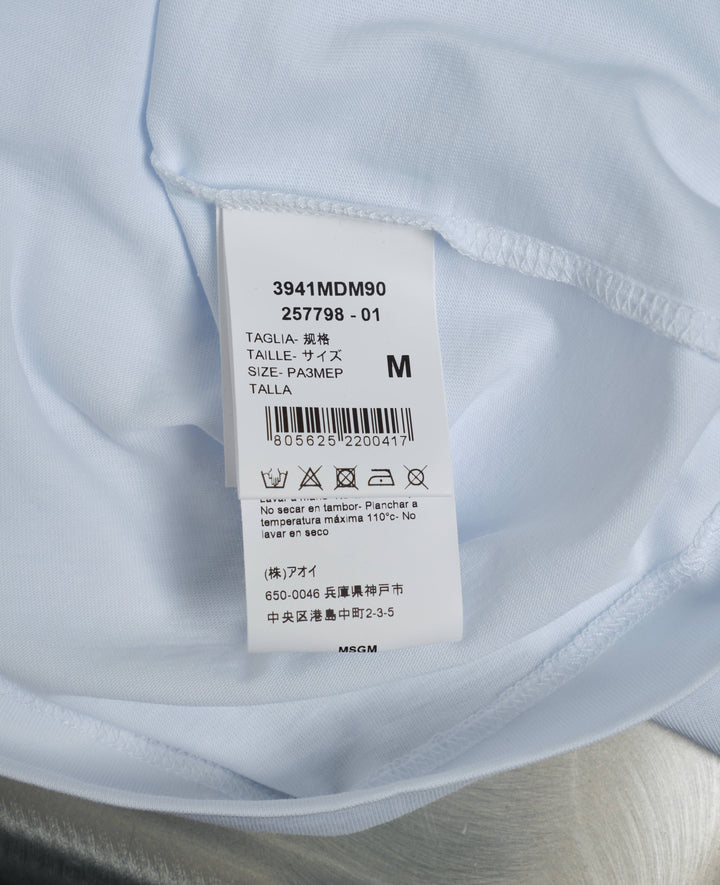 3941MDM90
257798 - 01
TAGLIA- 规格
TAILLE- サイズ
SIZE- PA3MEP
TALLA
M
805625 2200417
No secar en tambor- Planchar a
temperatura máxima 110°c- No
lavar en seco
(株)アオイ
650-0046 兵庫県神戸市
中央区港島中町2-3-5
MSGM